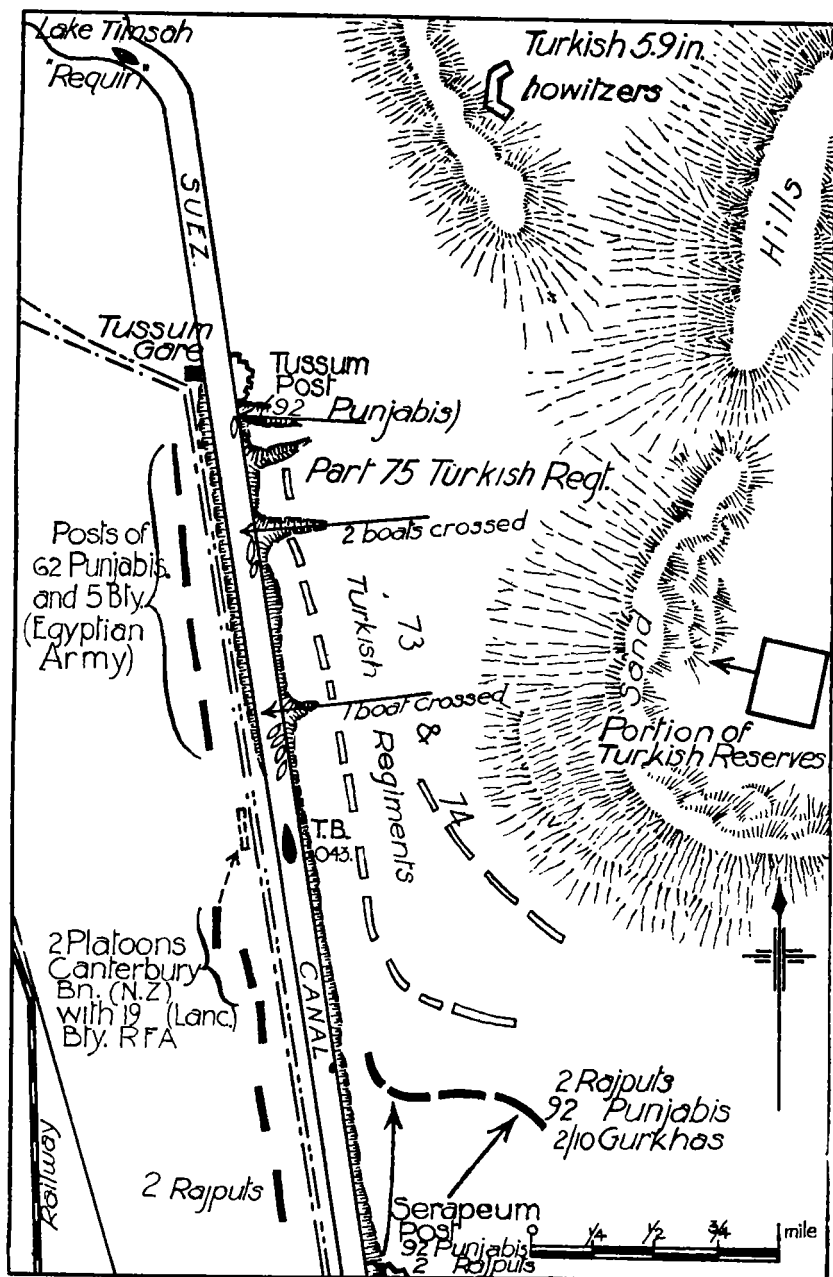 Lake Timsah
"Requin"
Turkish 5.9 in.
howitzers
SUEZ.
Hills
Tussum
Gare
Tussum
Post
(92 Punjabis)
Part 75 Turkish Regt.
2 boats crossed
Posts of
62 Punjabis
and 5 Bty.
(Egyptian
Army)
73
Turkish
&
Regiments
74
Sand
1 boat crossed
Portion of
Turkish Reserves
T.B.
043.
2 Platoons
Canterbury
Bn. (N.Z)
with 19 (Lanc.)
Bty. RFA
CANAL
2 Rajputs
92 Punjabis
2/10 Gurkhas
Railway
2 Rajputs
Serapeum
Post
92 Punjabis
2 Rajputs
0 1/4 1/2 3/4 mile